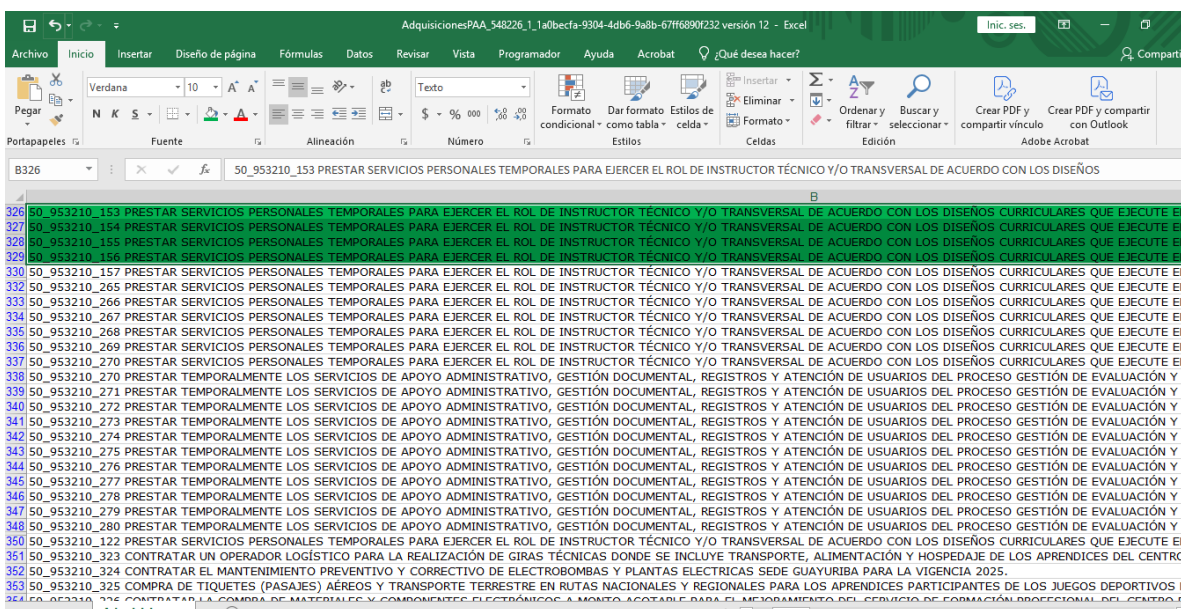 AdquisicionesPAA_548226_1_1a0becfa-9304-4db6-9a8b-67ff6890f232 versión 12 - Excel
Inic. ses.
Archivo Inicio Insertar Diseño de página Fórmulas Datos Revisar Vista Programador Ayuda Acrobat ¿Qué desea hacer? Comparti
Pegar
Verdana 10
N K S
Texto
$ % 000
Formato condicional
Dar formato como tabla
Estilos de celda
Insertar
Eliminar
Formato
Ordenar y filtrar
Buscar y seleccionar
Crear PDF y compartir vínculo
Crear PDF y compartir con Outlook
Portapapeles Fuente Alineación Número Estilos Celdas Edición Adobe Acrobat
B326 fx 50_953210_153 PRESTAR SERVICIOS PERSONALES TEMPORALES PARA EJERCER EL ROL DE INSTRUCTOR TÉCNICO Y/O TRANSVERSAL DE ACUERDO CON LOS DISEÑOS
B
326 50_953210_153 PRESTAR SERVICIOS PERSONALES TEMPORALES PARA EJERCER EL ROL DE INSTRUCTOR TÉCNICO Y/O TRANSVERSAL DE ACUERDO CON LOS DISEÑOS CURRICULARES QUE EJECUTE E
327 50_953210_154 PRESTAR SERVICIOS PERSONALES TEMPORALES PARA EJERCER EL ROL DE INSTRUCTOR TÉCNICO Y/O TRANSVERSAL DE ACUERDO CON LOS DISEÑOS CURRICULARES QUE EJECUTE E
328 50_953210_155 PRESTAR SERVICIOS PERSONALES TEMPORALES PARA EJERCER EL ROL DE INSTRUCTOR TÉCNICO Y/O TRANSVERSAL DE ACUERDO CON LOS DISEÑOS CURRICULARES QUE EJECUTE E
329 50_953210_156 PRESTAR SERVICIOS PERSONALES TEMPORALES PARA EJERCER EL ROL DE INSTRUCTOR TÉCNICO Y/O TRANSVERSAL DE ACUERDO CON LOS DISEÑOS CURRICULARES QUE EJECUTE E
330 50_953210_157 PRESTAR SERVICIOS PERSONALES TEMPORALES PARA EJERCER EL ROL DE INSTRUCTOR TÉCNICO Y/O TRANSVERSAL DE ACUERDO CON LOS DISEÑOS CURRICULARES QUE EJECUTE E
332 50_953210_265 PRESTAR SERVICIOS PERSONALES TEMPORALES PARA EJERCER EL ROL DE INSTRUCTOR TÉCNICO Y/O TRANSVERSAL DE ACUERDO CON LOS DISEÑOS CURRICULARES QUE EJECUTE E
333 50_953210_266 PRESTAR SERVICIOS PERSONALES TEMPORALES PARA EJERCER EL ROL DE INSTRUCTOR TÉCNICO Y/O TRANSVERSAL DE ACUERDO CON LOS DISEÑOS CURRICULARES QUE EJECUTE E
334 50_953210_267 PRESTAR SERVICIOS PERSONALES TEMPORALES PARA EJERCER EL ROL DE INSTRUCTOR TÉCNICO Y/O TRANSVERSAL DE ACUERDO CON LOS DISEÑOS CURRICULARES QUE EJECUTE E
335 50_953210_268 PRESTAR SERVICIOS PERSONALES TEMPORALES PARA EJERCER EL ROL DE INSTRUCTOR TÉCNICO Y/O TRANSVERSAL DE ACUERDO CON LOS DISEÑOS CURRICULARES QUE EJECUTE E
336 50_953210_269 PRESTAR SERVICIOS PERSONALES TEMPORALES PARA EJERCER EL ROL DE INSTRUCTOR TÉCNICO Y/O TRANSVERSAL DE ACUERDO CON LOS DISEÑOS CURRICULARES QUE EJECUTE E
337 50_953210_270 PRESTAR SERVICIOS PERSONALES TEMPORALES PARA EJERCER EL ROL DE INSTRUCTOR TÉCNICO Y/O TRANSVERSAL DE ACUERDO CON LOS DISEÑOS CURRICULARES QUE EJECUTE E
338 50_953210_270 PRESTAR TEMPORALMENTE LOS SERVICIOS DE APOYO ADMINISTRATIVO, GESTIÓN DOCUMENTAL, REGISTROS Y ATENCIÓN DE USUARIOS DEL PROCESO GESTIÓN DE EVALUACIÓN Y
339 50_953210_271 PRESTAR TEMPORALMENTE LOS SERVICIOS DE APOYO ADMINISTRATIVO, GESTIÓN DOCUMENTAL, REGISTROS Y ATENCIÓN DE USUARIOS DEL PROCESO GESTIÓN DE EVALUACIÓN Y
340 50_953210_272 PRESTAR TEMPORALMENTE LOS SERVICIOS DE APOYO ADMINISTRATIVO, GESTIÓN DOCUMENTAL, REGISTROS Y ATENCIÓN DE USUARIOS DEL PROCESO GESTIÓN DE EVALUACIÓN Y
341 50_953210_273 PRESTAR TEMPORALMENTE LOS SERVICIOS DE APOYO ADMINISTRATIVO, GESTIÓN DOCUMENTAL, REGISTROS Y ATENCIÓN DE USUARIOS DEL PROCESO GESTIÓN DE EVALUACIÓN Y
342 50_953210_274 PRESTAR TEMPORALMENTE LOS SERVICIOS DE APOYO ADMINISTRATIVO, GESTIÓN DOCUMENTAL, REGISTROS Y ATENCIÓN DE USUARIOS DEL PROCESO GESTIÓN DE EVALUACIÓN Y
343 50_953210_275 PRESTAR TEMPORALMENTE LOS SERVICIOS DE APOYO ADMINISTRATIVO, GESTIÓN DOCUMENTAL, REGISTROS Y ATENCIÓN DE USUARIOS DEL PROCESO GESTIÓN DE EVALUACIÓN Y
344 50_953210_276 PRESTAR TEMPORALMENTE LOS SERVICIOS DE APOYO ADMINISTRATIVO, GESTIÓN DOCUMENTAL, REGISTROS Y ATENCIÓN DE USUARIOS DEL PROCESO GESTIÓN DE EVALUACIÓN Y
345 50_953210_277 PRESTAR TEMPORALMENTE LOS SERVICIOS DE APOYO ADMINISTRATIVO, GESTIÓN DOCUMENTAL, REGISTROS Y ATENCIÓN DE USUARIOS DEL PROCESO GESTIÓN DE EVALUACIÓN Y
346 50_953210_278 PRESTAR TEMPORALMENTE LOS SERVICIOS DE APOYO ADMINISTRATIVO, GESTIÓN DOCUMENTAL, REGISTROS Y ATENCIÓN DE USUARIOS DEL PROCESO GESTIÓN DE EVALUACIÓN Y
347 50_953210_279 PRESTAR TEMPORALMENTE LOS SERVICIOS DE APOYO ADMINISTRATIVO, GESTIÓN DOCUMENTAL, REGISTROS Y ATENCIÓN DE USUARIOS DEL PROCESO GESTIÓN DE EVALUACIÓN Y
348 50_953210_280 PRESTAR TEMPORALMENTE LOS SERVICIOS DE APOYO ADMINISTRATIVO, GESTIÓN DOCUMENTAL, REGISTROS Y ATENCIÓN DE USUARIOS DEL PROCESO GESTIÓN DE EVALUACIÓN Y
350 50_953210_122 PRESTAR SERVICIOS PERSONALES TEMPORALES PARA EJERCER EL ROL DE INSTRUCTOR TÉCNICO Y/O TRANSVERSAL DE ACUERDO CON LOS DISEÑOS CURRICULARES QUE EJECUTE E
351 50_953210_323 CONTRATAR UN OPERADOR LOGÍSTICO PARA LA REALIZACIÓN DE GIRAS TÉCNICAS DONDE SE INCLUYE TRANSPORTE, ALIMENTACIÓN Y HOSPEDAJE DE LOS APRENDICES DEL CENTRO
352 50_953210_324 CONTRATAR EL MANTENIMIENTO PREVENTIVO Y CORRECTIVO DE ELECTROBOMBAS Y PLANTAS ELECTRICAS SEDE GUAYURIBA PARA LA VIGENCIA 2025.
353 50_953210_325 COMPRA DE TIQUETES (PASAJES) AÉREOS Y TRANSPORTE TERRESTRE EN RUTAS NACIONALES Y REGIONALES PARA LOS APRENDICES PARTICIPANTES DE LOS JUEGOS DEPORTIVOS
354 50_953210_326 CONTRATAR LA COMPRA DE MATERIALES Y COMPONENTES ELECTRÓNICOS A MONTO AGOTABLE PARA EL MEJORAMIENTO DEL SERVICIO DE FORMACIÓN PROFESIONAL DEL CENTRO